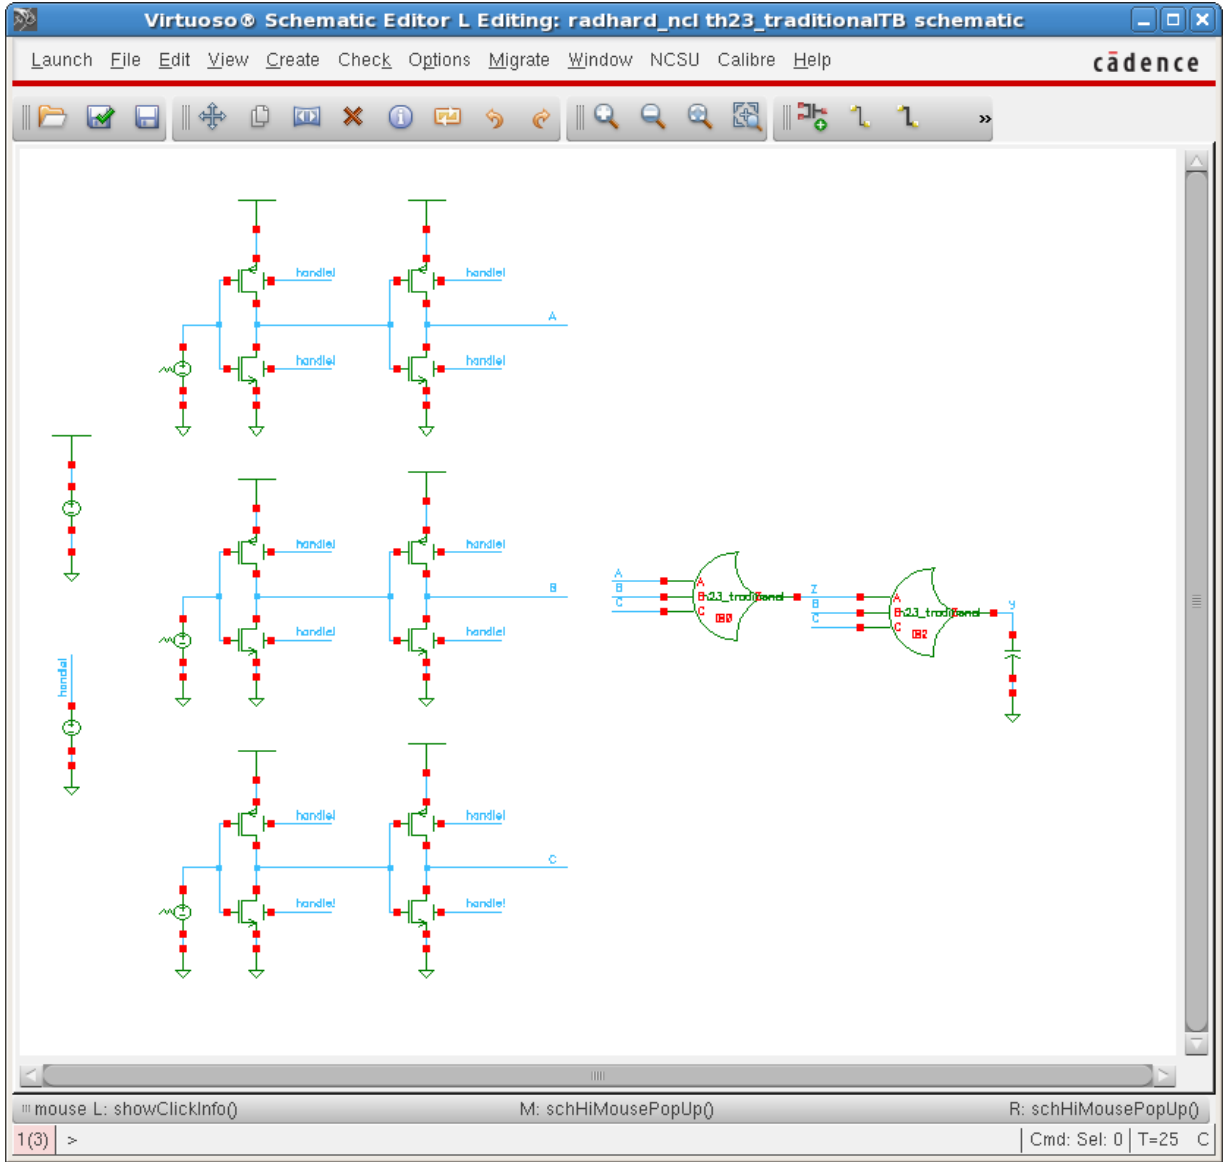 Virtuoso® Schematic Editor L Editing: radhard_ncl th23_traditionalTB schematic
Launch File Edit View Create Check Options Migrate Window NCSU Calibre Help
cādence
»
handle!
handle!
handle!
handle!
A
handle!
handle!
handle!
handle!
B
handle!
handle!
handle!
handle!
handle!
C
A
B
C
A
B
C
th23_traditional
Z
B
C
A
B
C
th23_traditional
y
mouse L: showClickInfo()
M: schHiMousePopUp()
R: schHiMousePopUp()
1(3) >
Cmd: Sel: 0 T=25 C